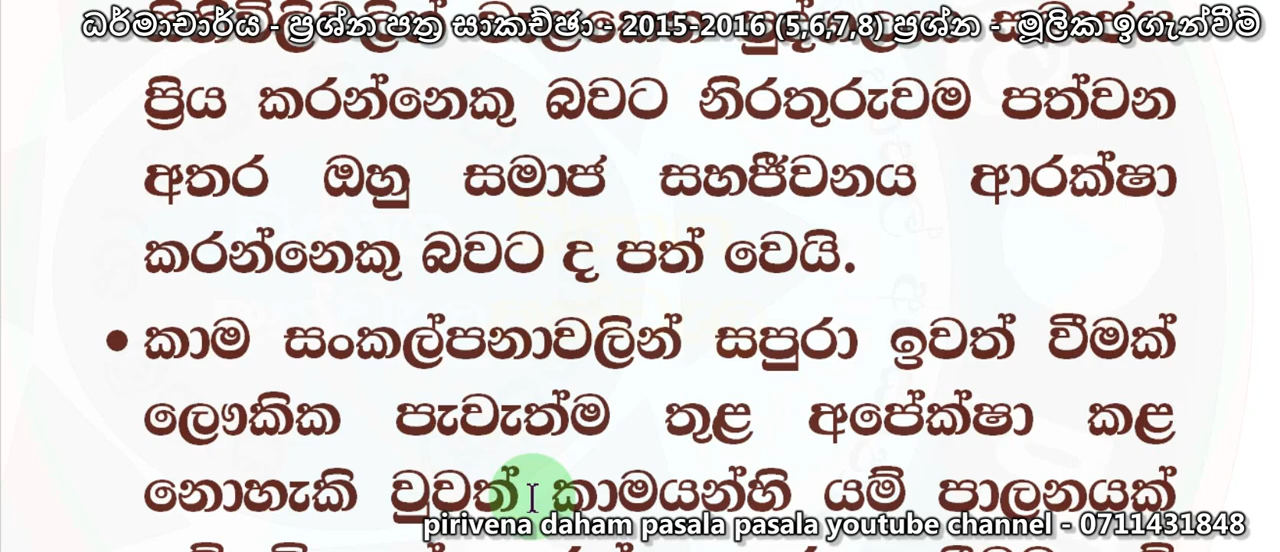 ධර්මාචාර්ය - ප්‍රශ්න පත්‍ර සාකච්ඡා - 2015-2016 (5,6,7,8) ප්‍රශ්න - මූලික ඉගැන්වීම්
ප්‍රිය කරන්නෙකු බවට නිරතුරුවම පත්වන
අතර ඔහු සමාජ සහජීවනය ආරක්ෂා
කරන්නෙකු බවට ද පත් වෙයි.
• කාම සංකල්පනාවලින් සපුරා ඉවත් වීමක්
ලෞකික පැවැත්ම තුළ අපේක්ෂා කළ
නොහැකි වුවත් කාමයන්හි යම් පාලනයක්
pirivena daham pasala pasala youtube channel - 0711431848